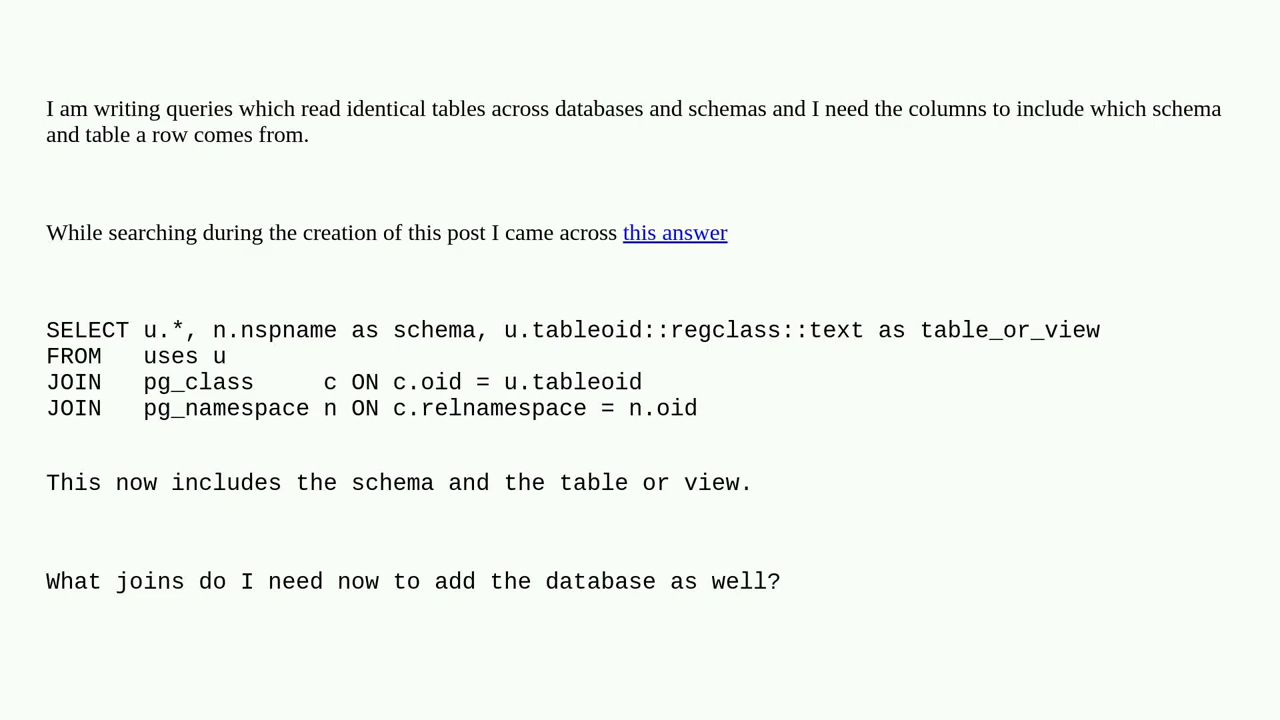 I am writing queries which read identical tables across databases and schemas and I need the columns to include which schema
and table a row comes from.
While searching during the creation of this post I came across this answer
SELECT u.*, n.nspname as schema, u.tableoid::regclass::text as table_or_view
FROM   uses u
JOIN   pg_class     c ON c.oid = u.tableoid
JOIN   pg_namespace n ON c.relnamespace = n.oid
This now includes the schema and the table or view.
What joins do I need now to add the database as well?